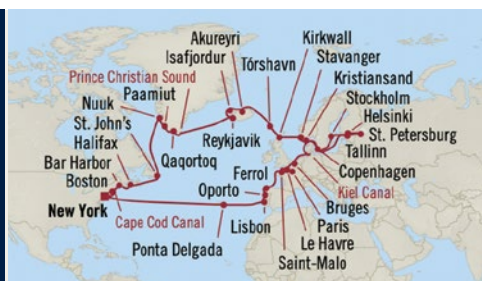 Akureyri
Isafjordur
Kirkwall
Tórshavn
Stavanger
Prince Christian Sound
Kristiansand
Paamiut
Stockholm
Nuuk
Helsinki
St. John's
St. Petersburg
Halifax
Reykjavik
Tallinn
Qaqortoq
Bar Harbor
Ferrol
Copenhagen
Boston
Oporto
Kiel Canal
New York
Bruges
Cape Cod Canal
Lisbon
Paris
Ponta Delgada
Le Havre
Saint-Malo